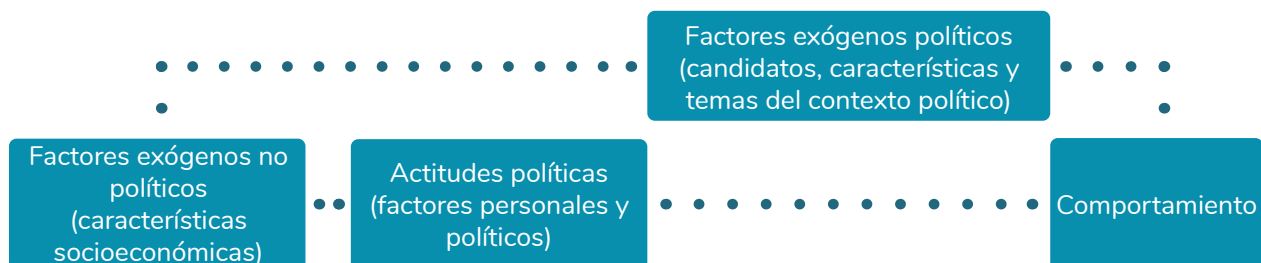 Factores exógenos políticos
(candidatos, características y
temas del contexto político)
Factores exógenos no
políticos
(características
socioeconómicas)
Actitudes políticas
(factores personales y
políticos)
Comportamiento